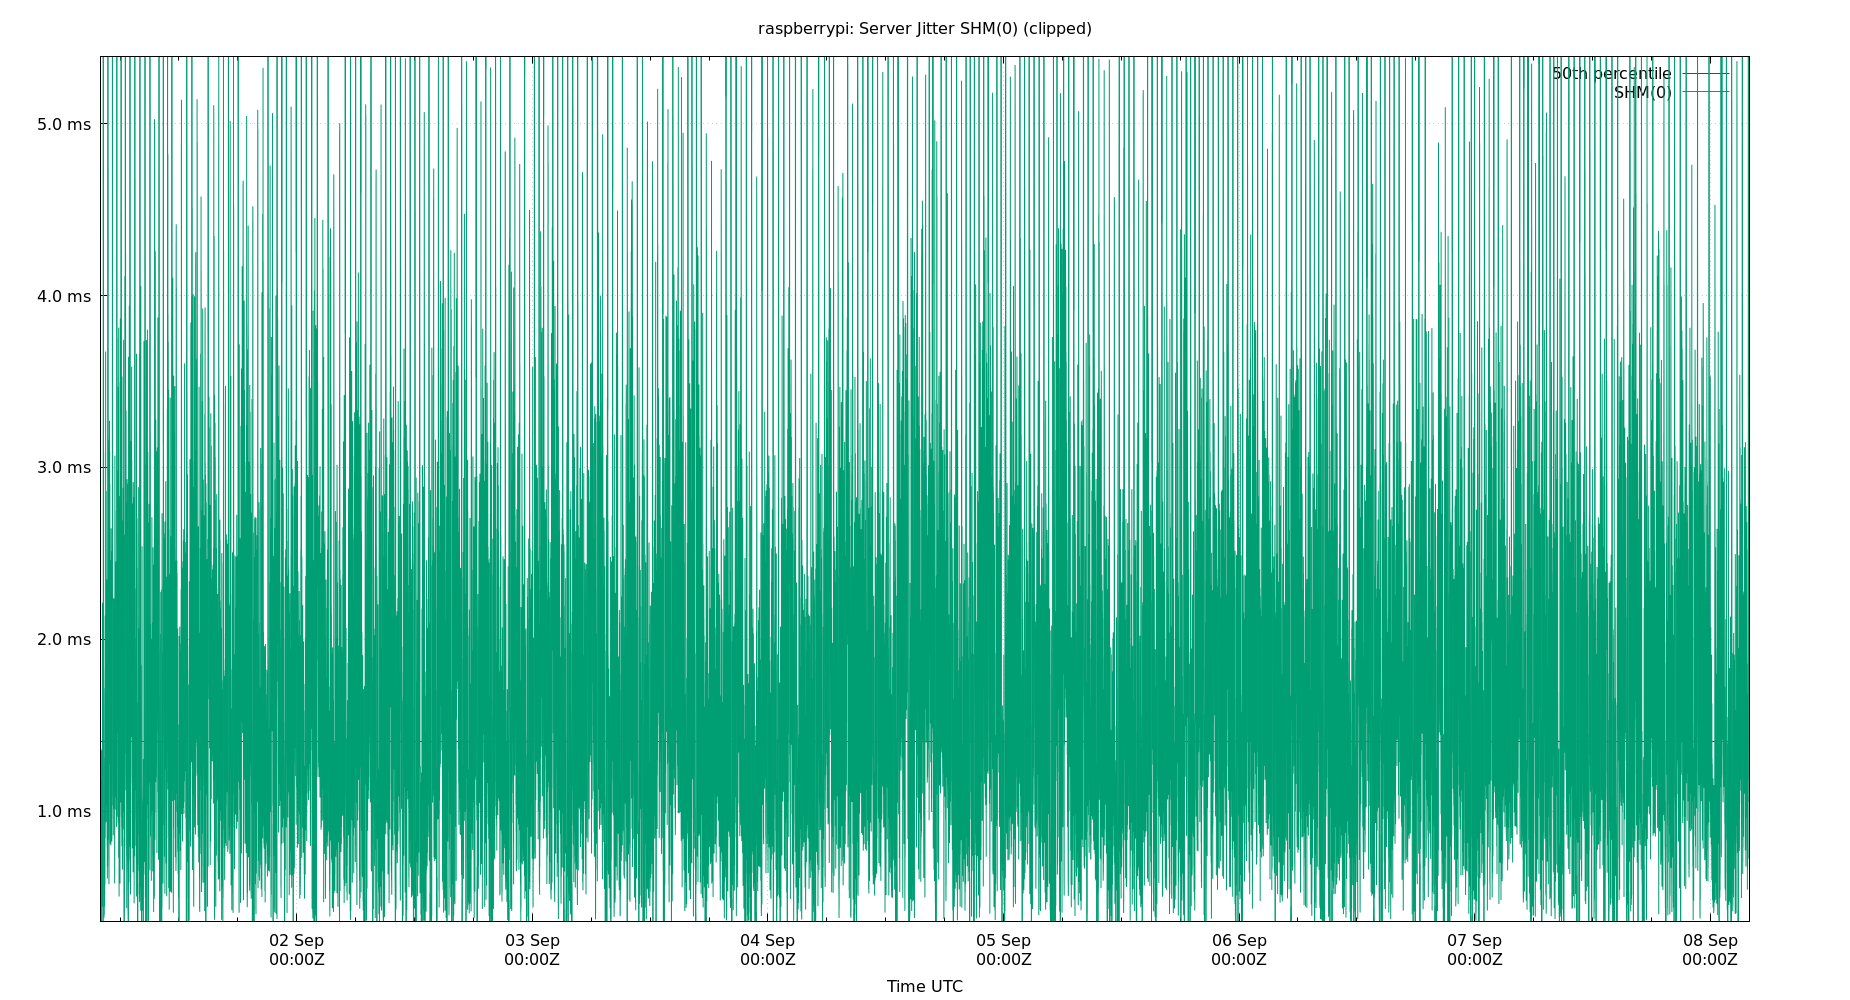 raspberrypi: Server Jitter SHM(0) (clipped)
50th percentile
SHM(0)
5.0 ms
4.0 ms
3.0 ms
2.0 ms
1.0 ms
02 Sep 03 Sep 04 Sep 05 Sep 06 Sep 07 Sep 08 Sep
00:00Z 00:00Z 00:00Z 00:00Z 00:00Z 00:00Z 00:00Z
Time UTC